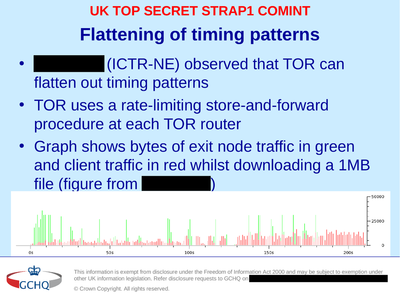 UK TOP SECRET STRAP1 COMINT
Flattening of timing patterns
• (ICTR-NE) observed that TOR can
flatten out timing patterns
• TOR uses a rate-limiting store-and-forward
procedure at each TOR router
• Graph shows bytes of exit node traffic in green
and client traffic in red whilst downloading a 1MB
file (figure from )
50000
25000
0
0s 50s 100s 150s 200s
GCHQ
This information is exempt from disclosure under the Freedom of Information Act 2000 and may be subject to exemption under
other UK information legislation. Refer disclosure requests to GCHQ on
© Crown Copyright. All rights reserved.